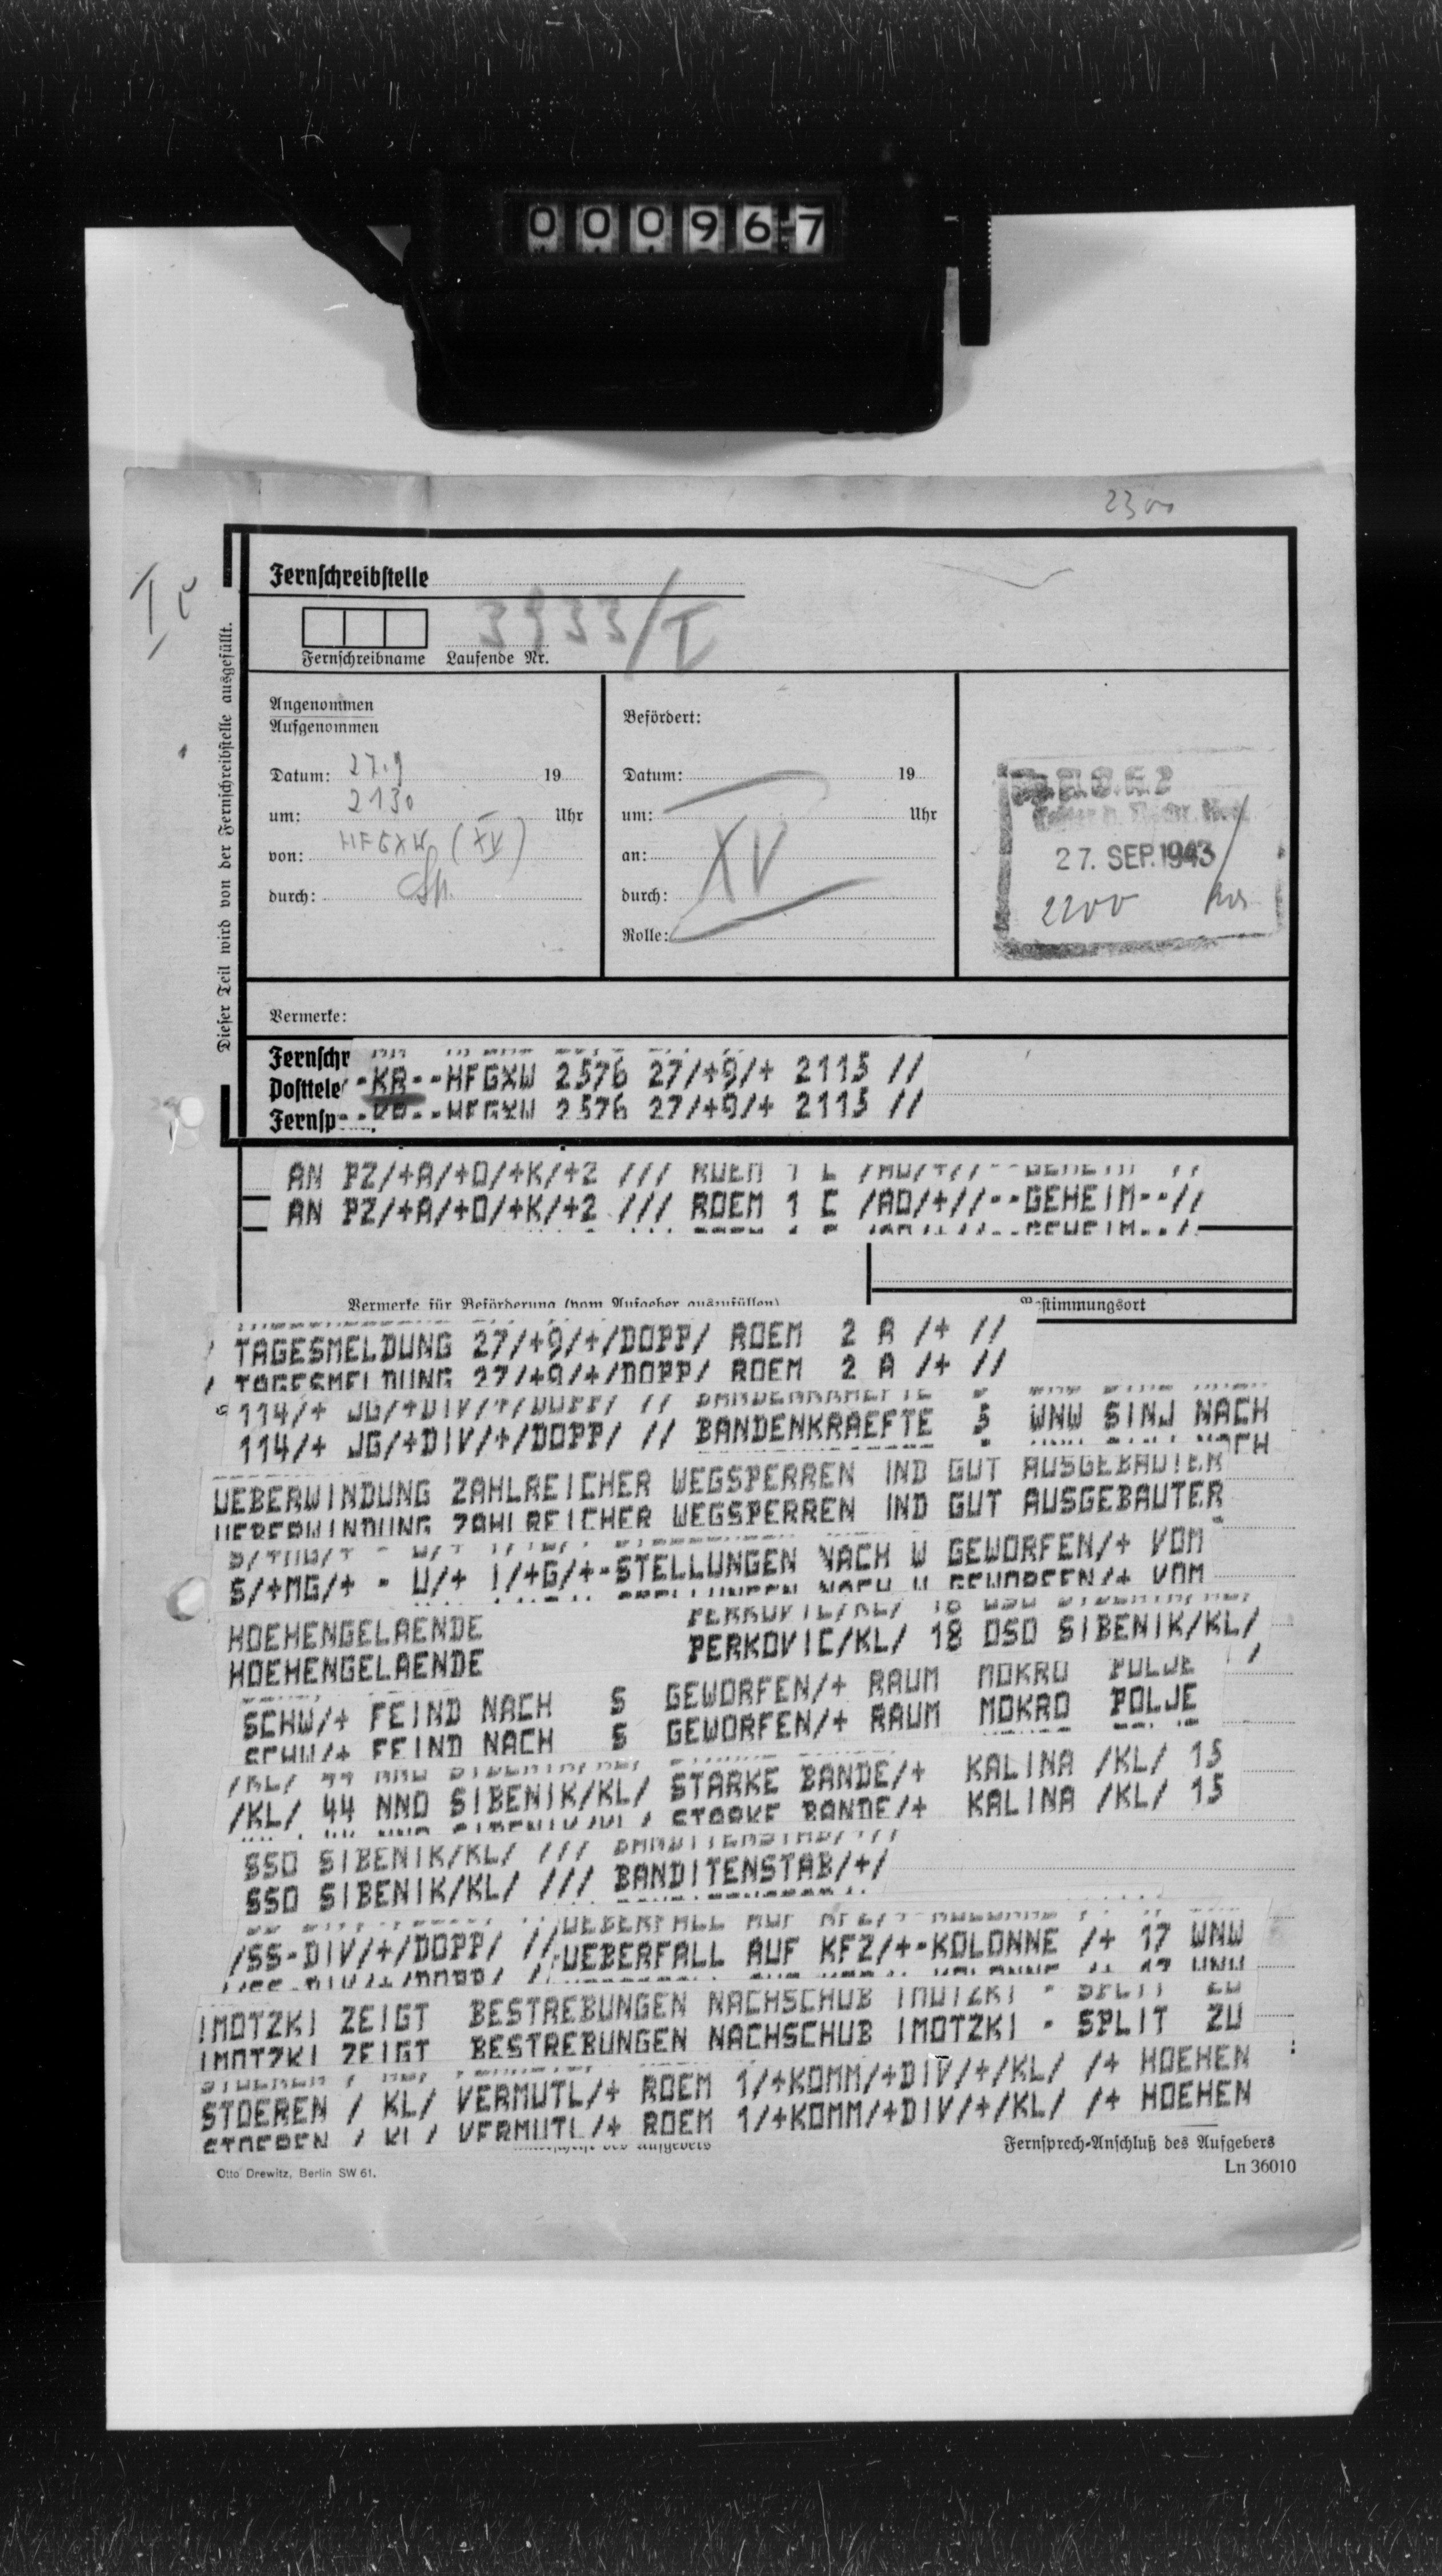 000967
2300
Ic
Fernschreibstelle
3933/I
Fernschreibname Laufende Nr.
Dieser Teil wird von der Fernschreibstelle ausgefüllt.
Angenommen
Aufgenommen
Datum: 27.9 19
um: 2130 Uhr
von: HFGXW (XV)
durch:
Befördert:
Datum: 19
um: Uhr
an:
durch:
Rolle:
XV
27. SEP. 1943
2200
Vermerke:
Fernschr
Posttele
Fernsp
-KR--HFGXW 2576 27/+9/+ 2115 //
AN PZ/+A/+O/+K/+2 /// ROEM 1 C /AO/+//--GEHEIM--//
Vermerke für Beförderung (vom Aufgeber auszufüllen)
stimmungsort
TAGESMELDUNG 27/+9/+/DOPP/ ROEM 2 A /+ //
114/+ JG/+DIV/+/DOPP/ // BANDENKRAEFTE 5 WNW SINJ NACH
UEBERWINDUNG ZAHLREICHER WEGSPERREN IND GUT AUSGEBAUTER
S/+MG/+ - U/+ I/+G/+-STELLUNGEN NACH W GEWORFEN/+ VOM
HOEHENGELAENDE PERKOVIC/KL/ 18 OSO SIBENIK/KL/
SCHW/+ FEIND NACH S GEWORFEN/+ RAUM MOKRO POLJE
/KL/ 44 NNO SIBENIK/KL/ STARKE BANDE/+ KALINA /KL/ 15
SSO SIBENIK/KL/ /// BANDITENSTAB/+/
/SS-DIV/+/DOPP/ // UEBERFALL AUF KFZ/+-KOLONNE /+ 17 WNW
IMOTZKI ZEIGT BESTREBUNGEN NACHSCHUB IMOTZKI - SPLIT ZU
STOEREN / KL/ VERMUTL/+ ROEM 1/+KOMM/+DIV/+/KL/ /+ HOEHEN
Fernsprech-Anschluß des Aufgebers
Otto Drewitz, Berlin SW 61.
Ln 36010